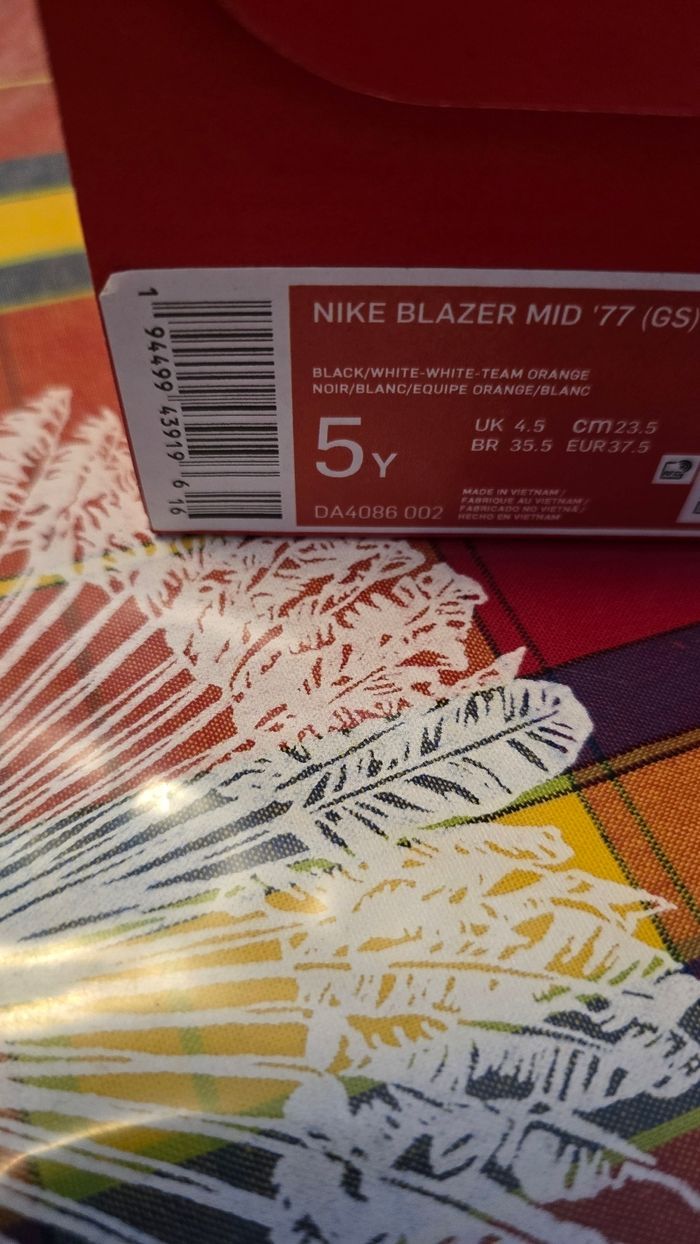 1 94499 43919 6 16
NIKE BLAZER MID '77 (GS)
BLACK/WHITE-WHITE-TEAM ORANGE
NOIR/BLANC/EQUIPE ORANGE/BLANC
5Y
UK 4.5 cm 23.5
BR 35.5 EUR 37.5
DA4086 002
MADE IN VIETNAM /
FABRIQUE AU VIETNAM /
FABRICADO NO VIETNÃ /
HECHO EN VIETNAM